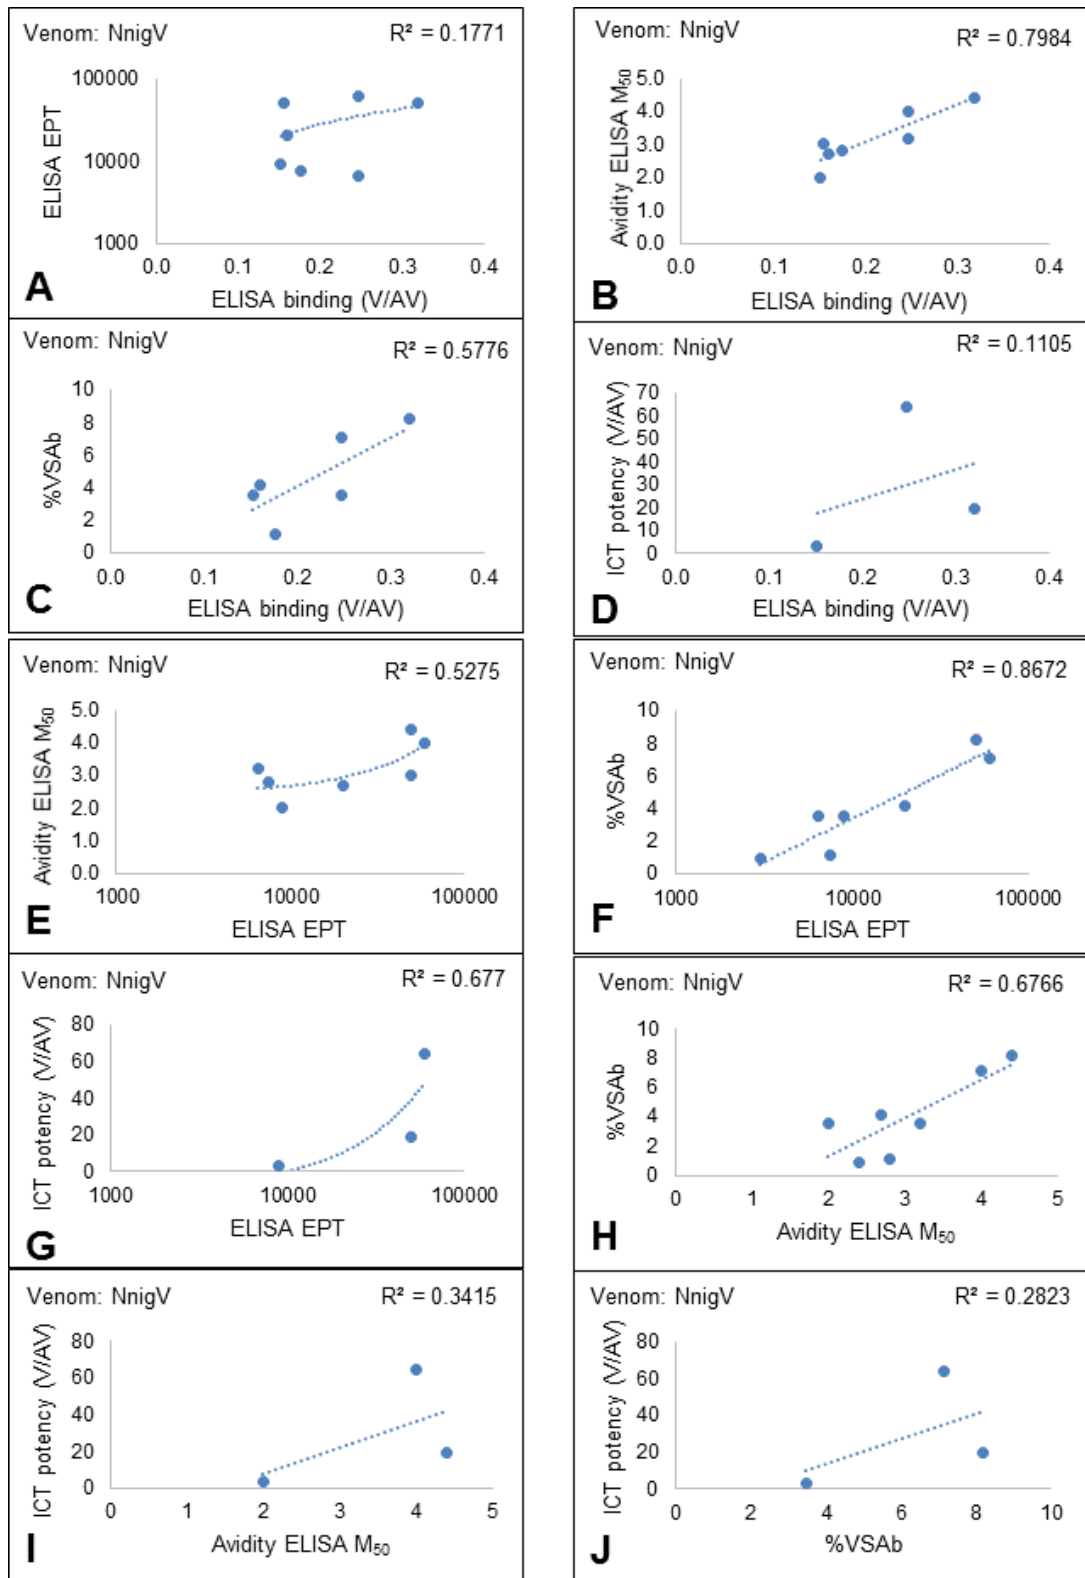 Venom: NnigV R² = 0.1771
ELISA EPT
100000
10000
1000
0.0 0.1 0.2 0.3 0.4
ELISA binding (V/AV)
A
Venom: NnigV R² = 0.7984
Avidity ELISA M₅₀
5.0
4.0
3.0
2.0
1.0
0.0
0.0 0.1 0.2 0.3 0.4
ELISA binding (V/AV)
B
Venom: NnigV R² = 0.5776
%VSAb
10
8
6
4
2
0
0.0 0.1 0.2 0.3 0.4
ELISA binding (V/AV)
C
Venom: NnigV R² = 0.1105
ICT potency (V/AV)
70
60
50
40
30
20
10
0
0.0 0.1 0.2 0.3 0.4
ELISA binding (V/AV)
D
Venom: NnigV R² = 0.5275
Avidity ELISA M₅₀
5.0
4.0
3.0
2.0
1.0
0.0
1000 10000 100000
ELISA EPT
E
Venom: NnigV R² = 0.8672
%VSAb
10
8
6
4
2
0
1000 10000 100000
ELISA EPT
F
Venom: NnigV R² = 0.677
ICT potency (V/AV)
80
60
40
20
0
1000 10000 100000
ELISA EPT
G
Venom: NnigV R² = 0.6766
%VSAb
10
8
6
4
2
0
0 1 2 3 4 5
Avidity ELISA M₅₀
H
Venom: NnigV R² = 0.3415
ICT potency (V/AV)
80
60
40
20
0
0 1 2 3 4 5
Avidity ELISA M₅₀
I
Venom: NnigV R² = 0.2823
ICT potency (V/AV)
80
60
40
20
0
0 2 4 6 8 10
%VSAb
J